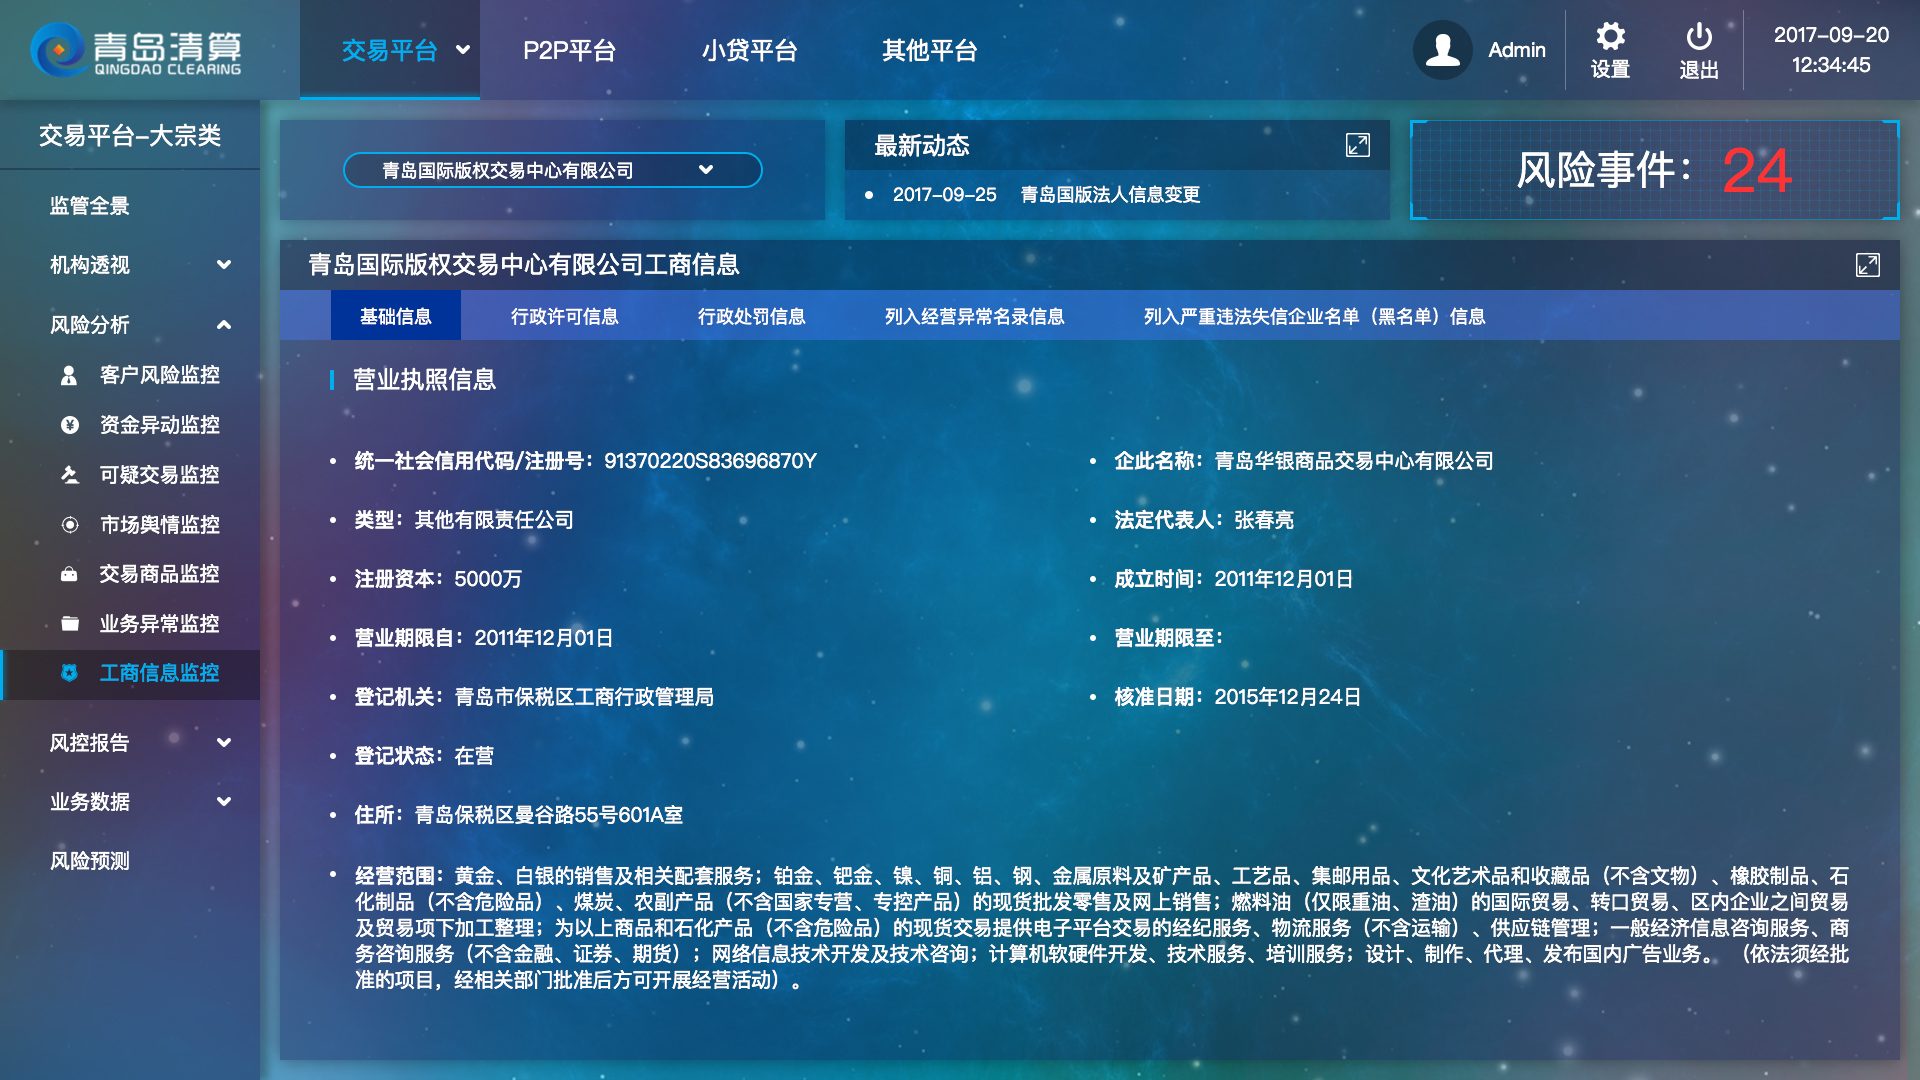 青岛清算
QINGDAO CLEARING
交易平台
P2P平台
小贷平台
其他平台
Admin
设置
退出
2017-09-20
12:34:45
交易平台-大宗类
监管全景
机构透视
风险分析
客户风险监控
资金异动监控
可疑交易监控
市场舆情监控
交易商品监控
业务异常监控
工商信息监控
风控报告
业务数据
风险预测
青岛国际版权交易中心有限公司
最新动态
2017-09-25 青岛国版法人信息变更
风险事件：24
青岛国际版权交易中心有限公司工商信息
基础信息
行政许可信息
行政处罚信息
列入经营异常名录信息
列入严重违法失信企业名单（黑名单）信息
营业执照信息
• 统一社会信用代码/注册号：91370220S83696870Y
• 企此名称：青岛华银商品交易中心有限公司
• 类型：其他有限责任公司
• 法定代表人：张春亮
• 注册资本：5000万
• 成立时间：2011年12月01日
• 营业期限自：2011年12月01日
• 营业期限至：
• 登记机关：青岛市保税区工商行政管理局
• 核准日期：2015年12月24日
• 登记状态：在营
• 住所：青岛保税区曼谷路55号601A室
• 经营范围：黄金、白银的销售及相关配套服务；铂金、钯金、镍、铜、铝、钢、金属原料及矿产品、工艺品、集邮用品、文化艺术品和收藏品（不含文物）、橡胶制品、石
化制品（不含危险品）、煤炭、农副产品（不含国家专营、专控产品）的现货批发零售及网上销售；燃料油（仅限重油、渣油）的国际贸易、转口贸易、区内企业之间贸易
及贸易项下加工整理；为以上商品和石化产品（不含危险品）的现货交易提供电子平台交易的经纪服务、物流服务（不含运输）、供应链管理；一般经济信息咨询服务、商
务咨询服务（不含金融、证券、期货）；网络信息技术开发及技术咨询；计算机软硬件开发、技术服务、培训服务；设计、制作、代理、发布国内广告业务。（依法须经批
准的项目，经相关部门批准后方可开展经营活动）。